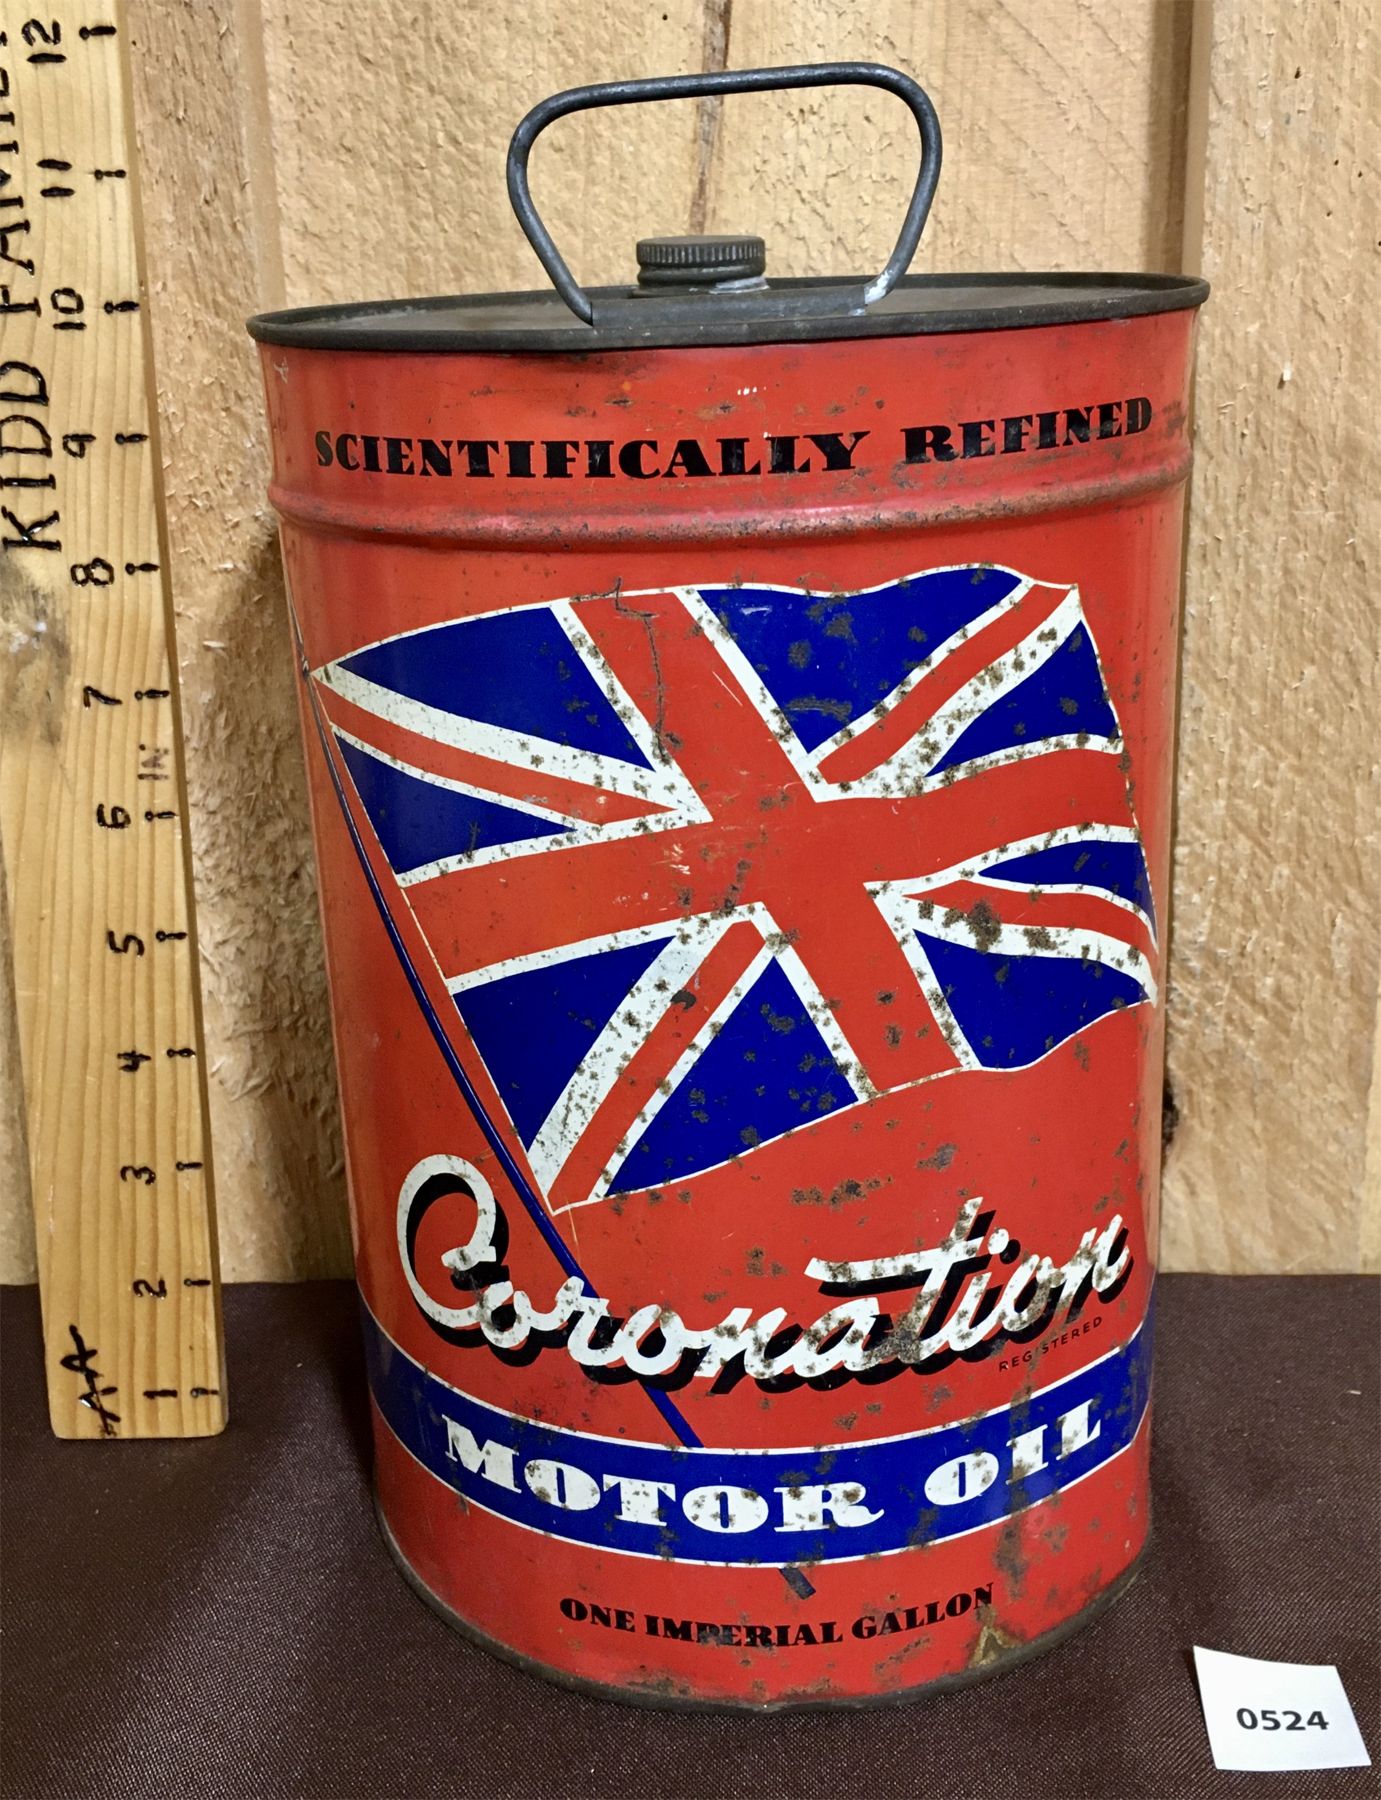 SCIENTIFICALLY REFINED
Coronation
REGISTERED
MOTOR OIL
ONE IMPERIAL GALLON
0524
KIDD
12
11
10
9
8
7
IN
6
5
4
3
2
1